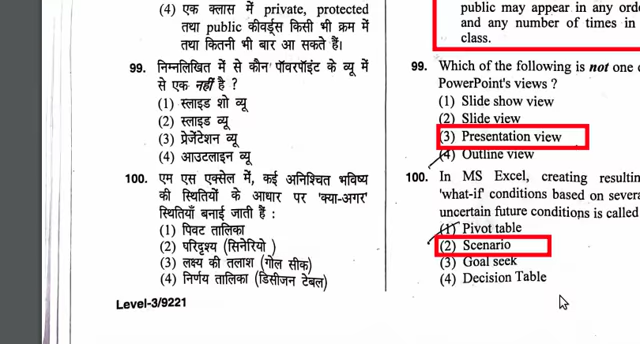 (4) एक क्लास में private, protected
तथा public कीवर्ड्स किसी भी क्रम में
तथा कितनी भी बार आ सकते हैं।
99. निम्नलिखित में से कौन पॉवरपॉइंट के व्यू में
से एक नहीं है ?
(1) स्लाइड शो व्यू
(2) स्लाइड व्यू
(3) प्रेजेंटेशन व्यू
(4) आउटलाइन व्यू
100. एम एस एक्सेल में, कई अनिश्चित भविष्य
की स्थितियों के आधार पर 'क्या-अगर'
स्थितियाँ बनाई जाती हैं :
(1) पिवट तालिका
(2) परिदृश्य (सिनेरियो)
(3) लक्ष्य की तलाश (गोल सीक)
(4) निर्णय तालिका (डिसीजन टेबल)
Level-3/9221
public may appear in any
and any number of times in
class.
99. Which of the following is not one
PowerPoint's views ?
(1) Slide show view
(2) Slide view
(3) Presentation view
(4) Outline view
100. In MS Excel, creating
'what-if' conditions based on
uncertain future conditions is called
(1) Pivot table
(2) Scenario
(3) Goal seek
(4) Decision Table